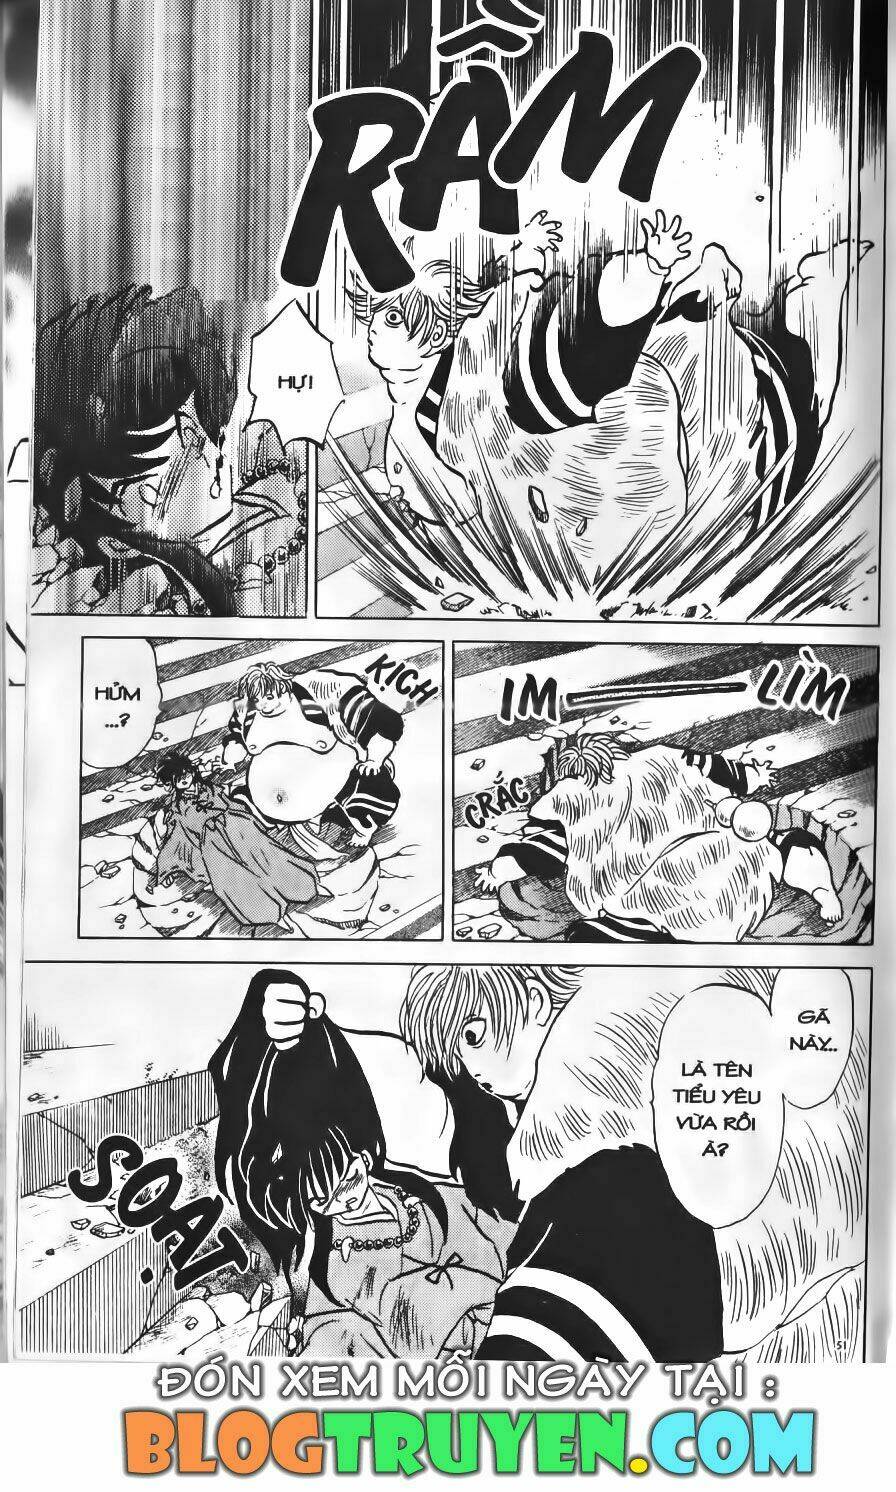 RẦM
HỰ!
IM — LÌM
CRẮC
KỊCH
HỬM
...?
GÃ
NÀY...
LÀ TÊN
TIỂU YÊU
VỪA RỒI
À?
SOẠT.
51
ĐÓN XEM MỖI NGÀY TẠI :
BLOGTRUYEN.COM